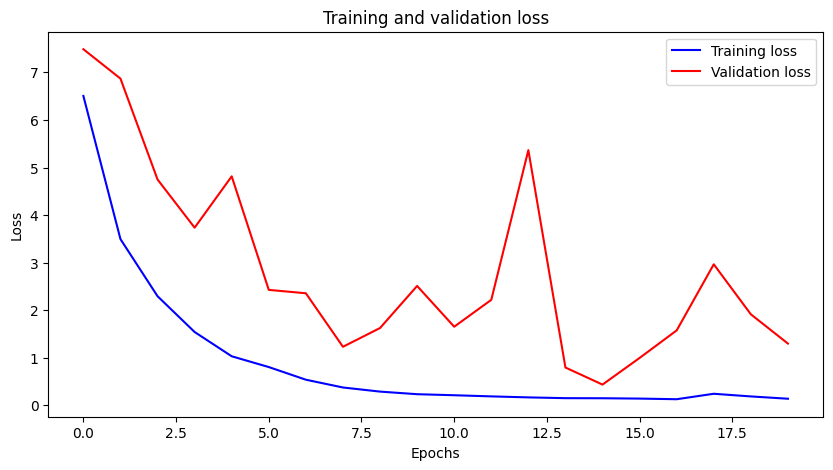 Training and validation loss
Training loss
Validation loss
7
6
5
4
3
2
1
0
Loss
0.0 2.5 5.0 7.5 10.0 12.5 15.0 17.5
Epochs